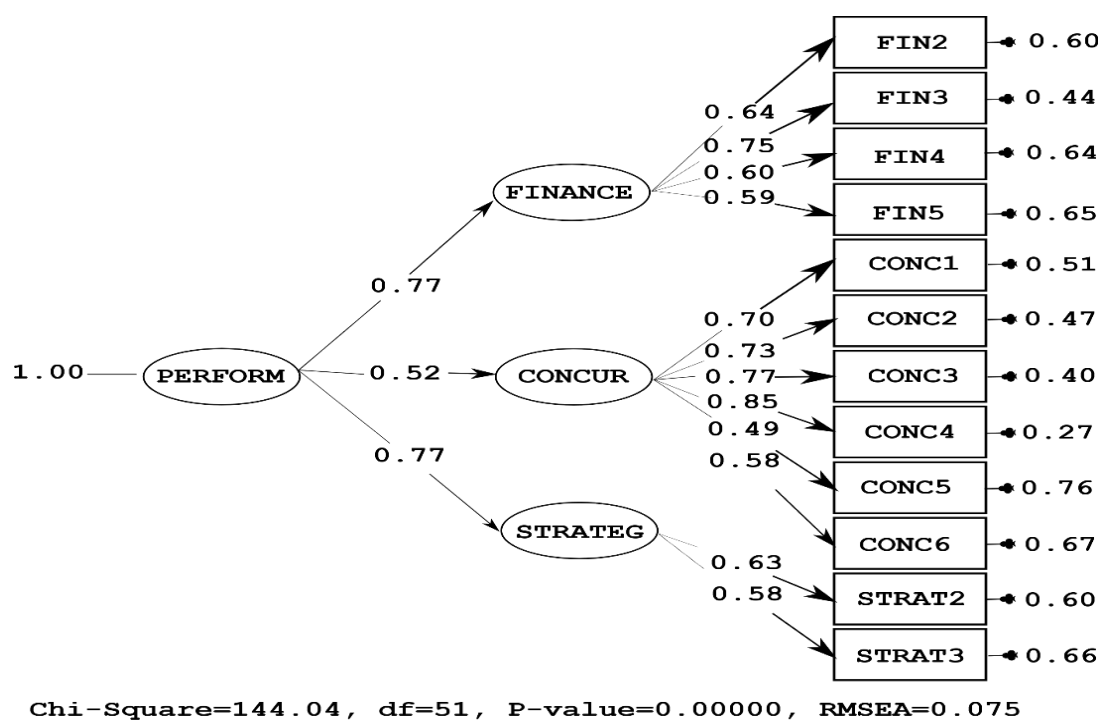 FIN2 0.60
FIN3 0.44
0.64
0.75
FIN4 0.64
0.60
FINANCE
0.59
FIN5 0.65
CONC1 0.51
0.77
0.70
CONC2 0.47
0.73
1.00 PERFORM 0.52 CONCUR 0.77 CONC3 0.40
0.85
0.49
CONC4 0.27
0.77
0.58
CONC5 0.76
STRATEG
CONC6 0.67
0.63
0.58
STRAT2 0.60
STRAT3 0.66
Chi-Square=144.04, df=51, P-value=0.00000, RMSEA=0.075